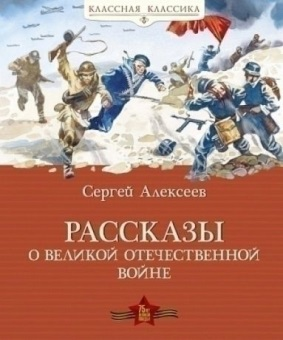 КЛАССНАЯ КЛАССИКА
Сергей Алексеев
РАССКАЗЫ
О ВЕЛИКОЙ ОТЕЧЕСТВЕННОЙ
ВОЙНЕ